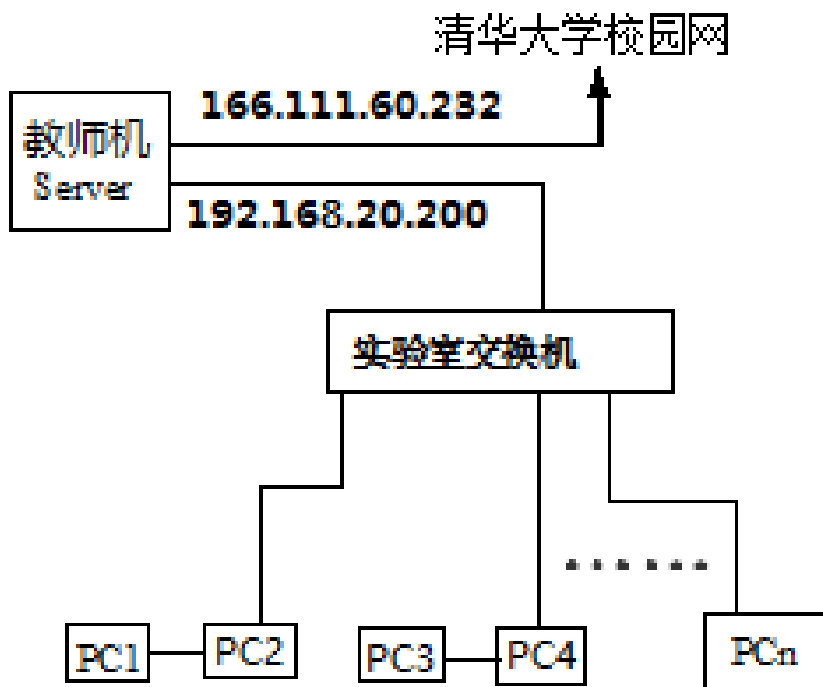 清华大学校园网
166.111.60.232
教师机
Server
192.168.20.200
实验室交换机
......
PC1
PC2
PC3
PC4
PCn